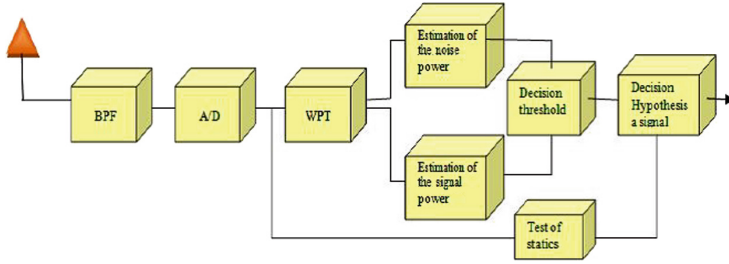 Estimation of
the noise
power
BPF
A/D
WPT
Decision
threshold
Decision
Hypothesis
a signal
Estimation of
the signal
power
Test of
statics